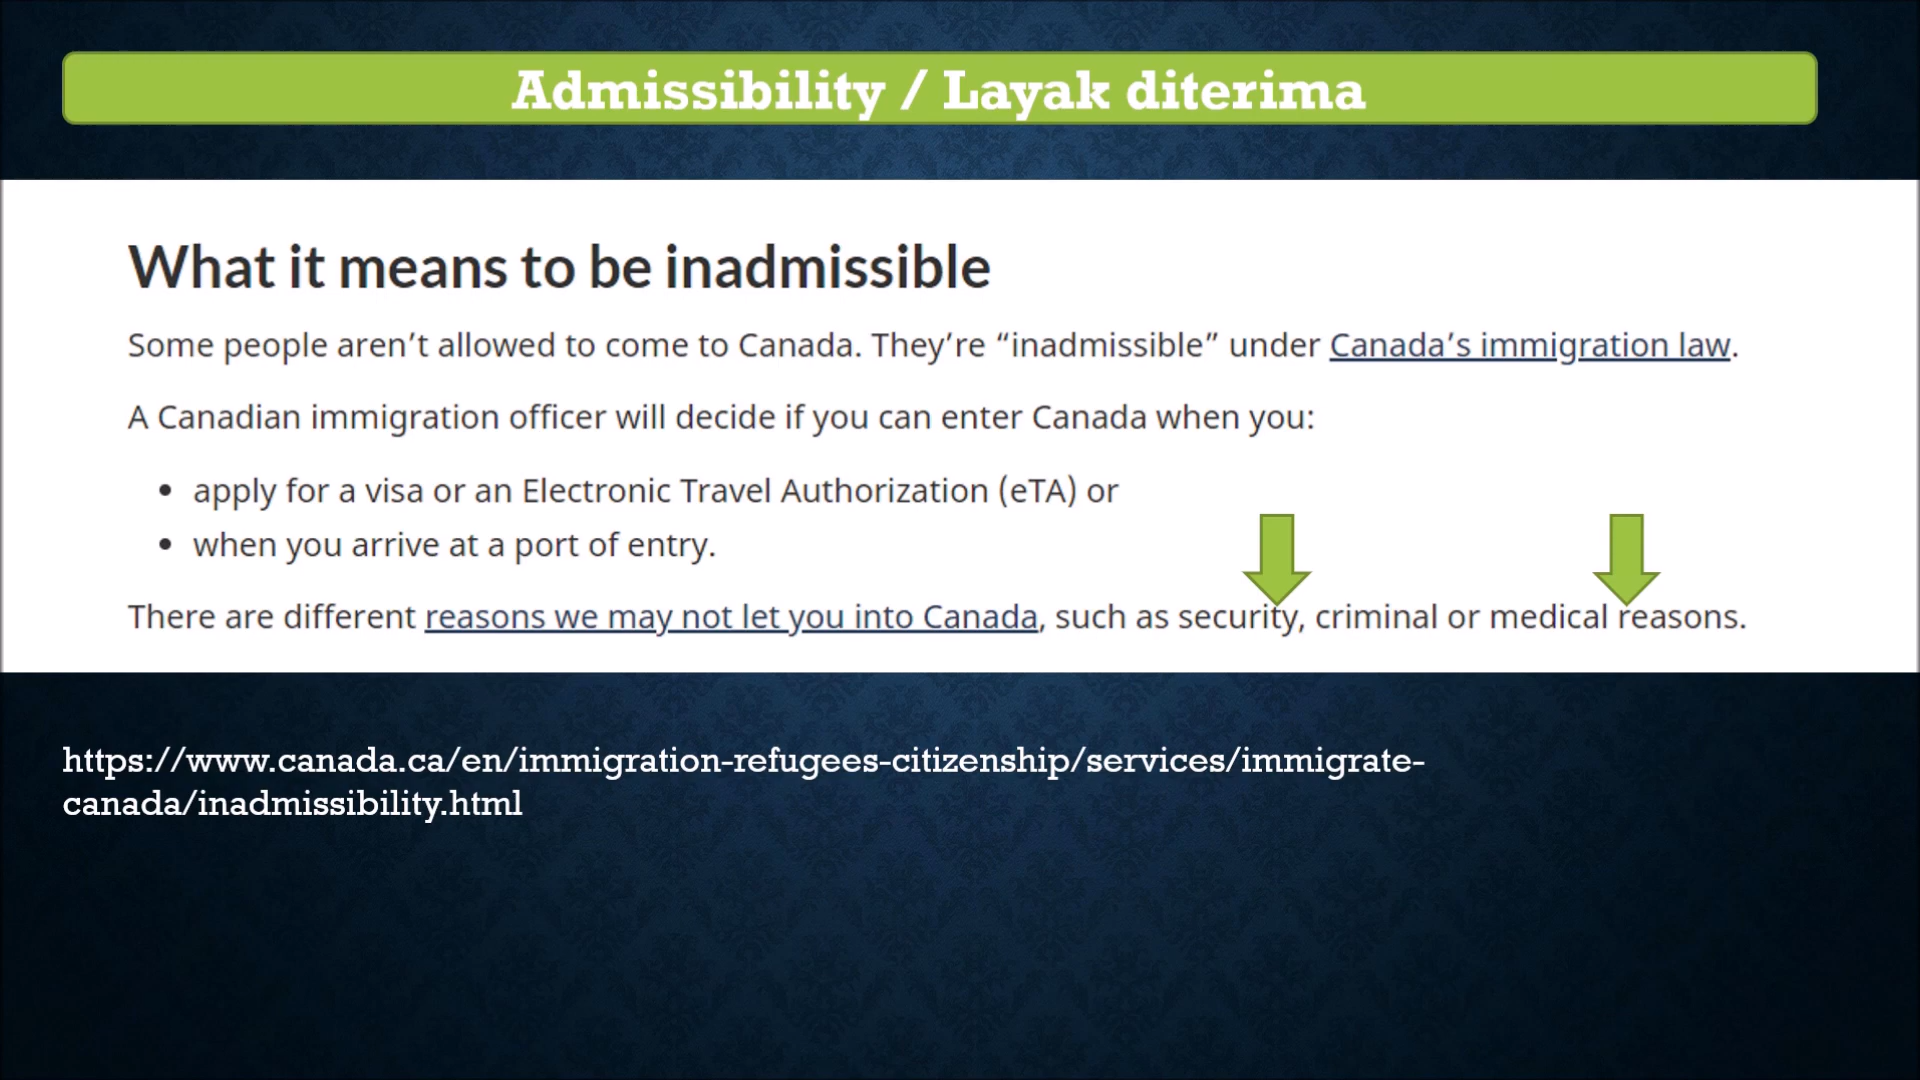 Admissibility / Layak diterima
What it means to be inadmissible
Some people aren’t allowed to come to Canada. They’re “inadmissible” under Canada’s immigration law.
A Canadian immigration officer will decide if you can enter Canada when you:
• apply for a visa or an Electronic Travel Authorization (eTA) or
• when you arrive at a port of entry.
There are different reasons we may not let you into Canada, such as security, criminal or medical reasons.
https://www.canada.ca/en/immigration-refugees-citizenship/services/immigrate-
canada/inadmissibility.html